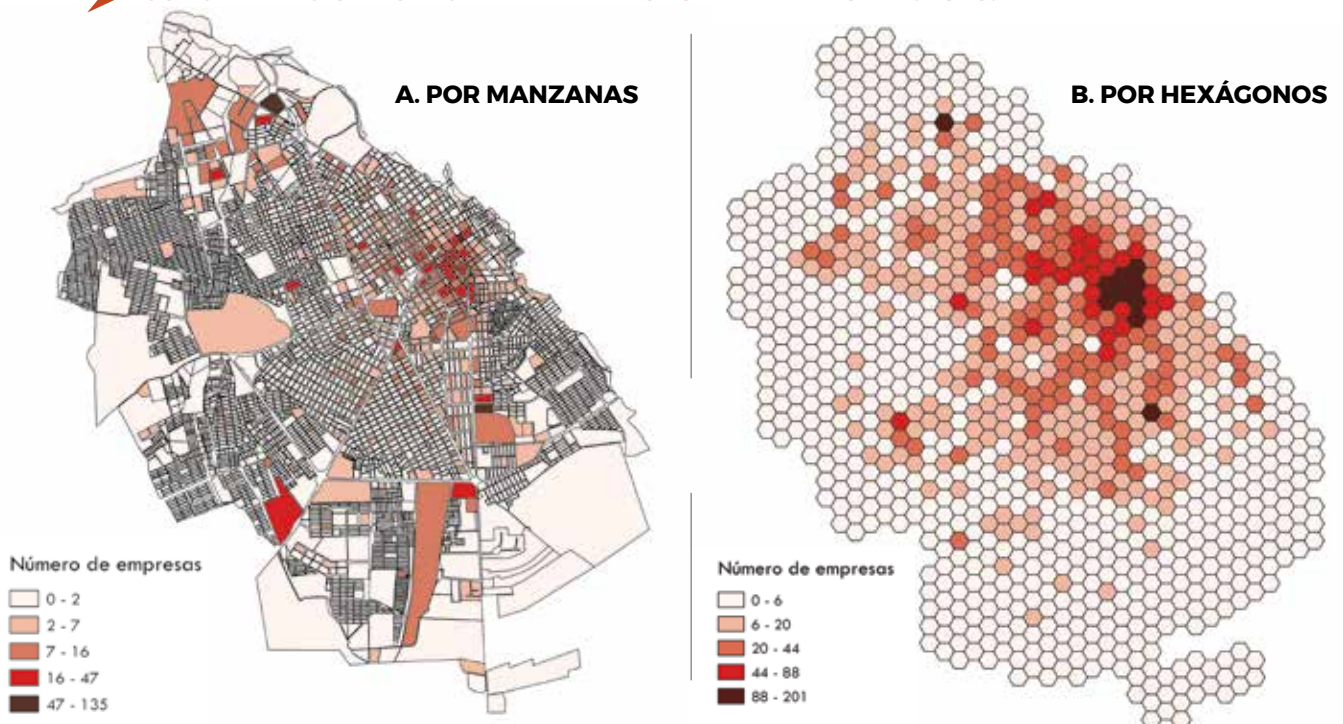 A. POR MANZANAS
Número de empresas
0 - 2
2 - 7
7 - 16
16 - 47
47 - 135
B. POR HEXÁGONOS
Número de empresas
0 - 6
6 - 20
20 - 44
44 - 88
88 - 201